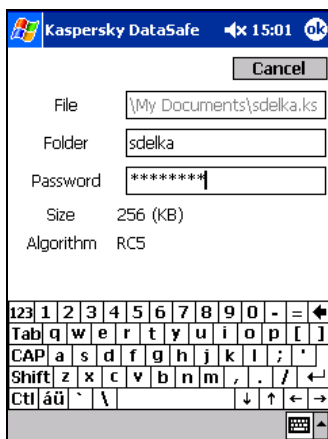 Kaspersky DataSafe 15:01 ok
Cancel
File \My Documents\sdelka.ks
Folder sdelka
Password ********
Size 256 (KB)
Algorithm RC5
123 1 2 3 4 5 6 7 8 9 0 - = ←
Tab q w e r t y u i o p [ ]
CAP a s d f g h j k l ; '
Shift z x c v b n m , . / ↵
Ctl áü ` \ ↓ ↑ ← →